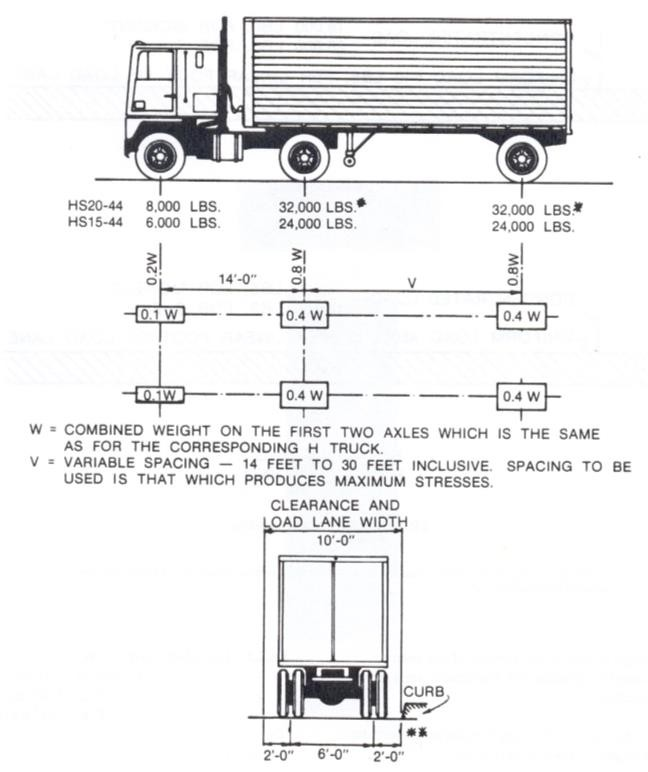 HS20-44 8,000 LBS. 32,000 LBS.* 32,000 LBS.*
HS15-44 6,000 LBS. 24,000 LBS. 24,000 LBS.
0.2W 0.8W 0.8W
14'-0" V
0.1 W 0.4 W 0.4 W
0.1W 0.4 W 0.4 W
W = COMBINED WEIGHT ON THE FIRST TWO AXLES WHICH IS THE SAME
AS FOR THE CORRESPONDING H TRUCK.
V = VARIABLE SPACING — 14 FEET TO 30 FEET INCLUSIVE. SPACING TO BE
USED IS THAT WHICH PRODUCES MAXIMUM STRESSES.
CLEARANCE AND
LOAD LANE WIDTH
10'-0"
CURB
**
2'-0" 6'-0" 2'-0"